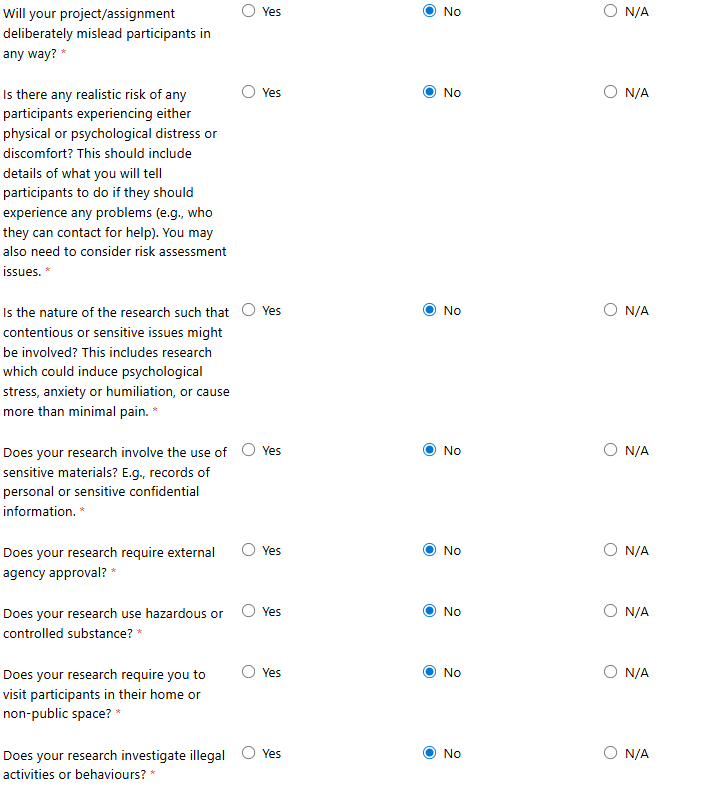 Will your project/assignment
deliberately mislead participants in
any way? *
Yes No N/A
Is there any realistic risk of any
participants experiencing either
physical or psychological distress or
discomfort? This should include
details of what you will tell
participants to do if they should
experience any problems (e.g., who
they can contact for help). You may
also need to consider risk assessment
issues. *
Yes No N/A
Is the nature of the research such that
contentious or sensitive issues might
be involved? This includes research
which could induce psychological
stress, anxiety or humiliation, or cause
more than minimal pain. *
Yes No N/A
Does your research involve the use of
sensitive materials? E.g., records of
personal or sensitive confidential
information. *
Yes No N/A
Does your research require external
agency approval? *
Yes No N/A
Does your research use hazardous or
controlled substance? *
Yes No N/A
Does your research require you to
visit participants in their home or
non-public space? *
Yes No N/A
Does your research investigate illegal
activities or behaviours? *
Yes No N/A